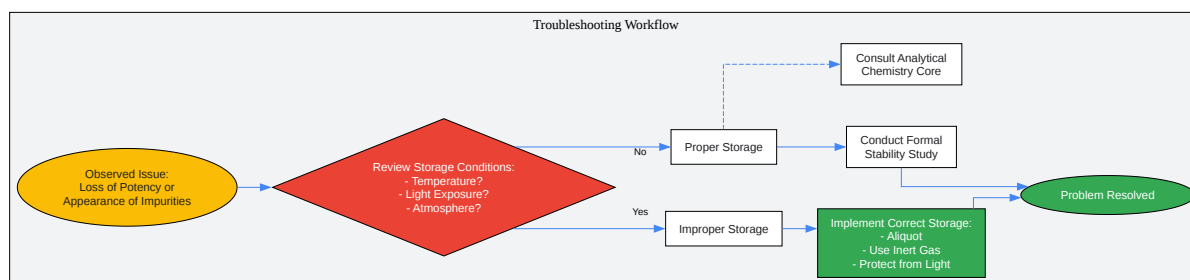 Troubleshooting Workflow
Consult Analytical
Chemistry Core
Observed Issue:
Loss of Potency or
Appearance of Impurities
Review Storage Conditions:
- Temperature?
- Light Exposure?
- Atmosphere?
No
Proper Storage
Conduct Formal
Stability Study
Problem Resolved
Yes
Improper Storage
Implement Correct Storage:
- Aliquot
- Use Inert Gas
- Protect from Light